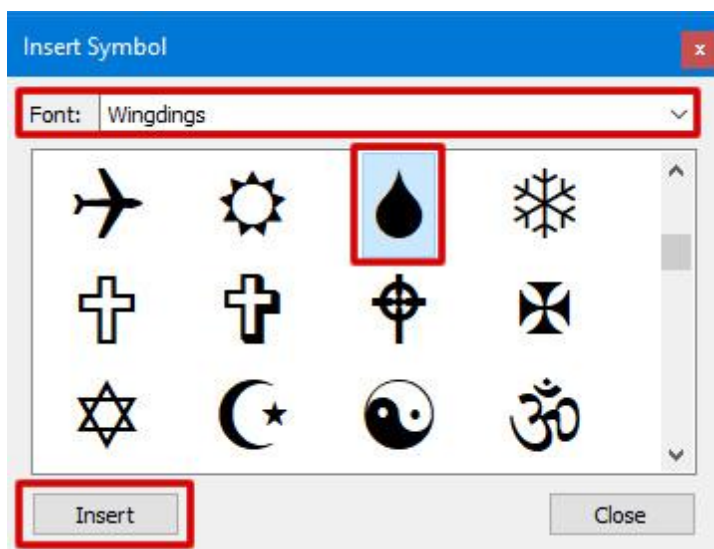 Insert Symbol
x
Font: Wingdings
ॐ
Insert
Close